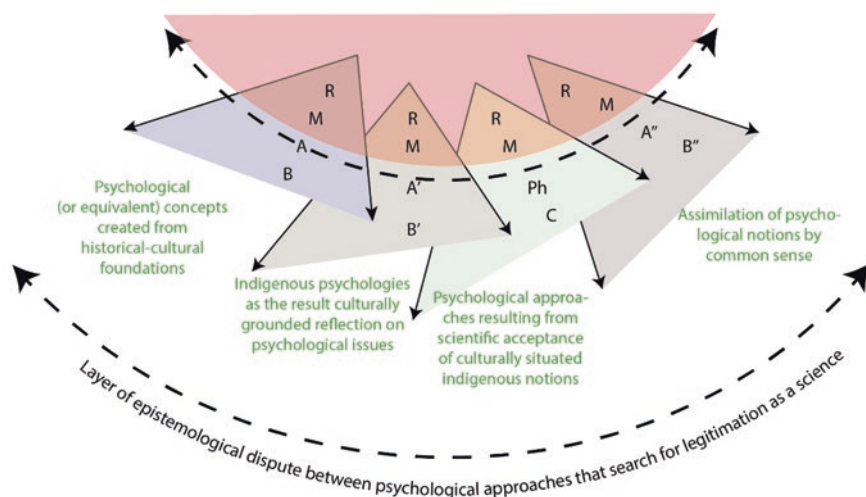 R
M
A
B
Psychological
(or equivalent) concepts
created from
historical-cultural
foundations
R
M
A'
B'
Indigenous psychologies
as the result culturally
grounded reflection on
psychological issues
R
M
Ph
C
Psychological approa-
ches resulting from
scientific acceptance
of culturally situated
indigenous notions
R
M
A"
B"
Assimilation of psycho-
logical notions by
common sense
Layer of epistemological dispute between psychological approaches that search for legitimation as a science